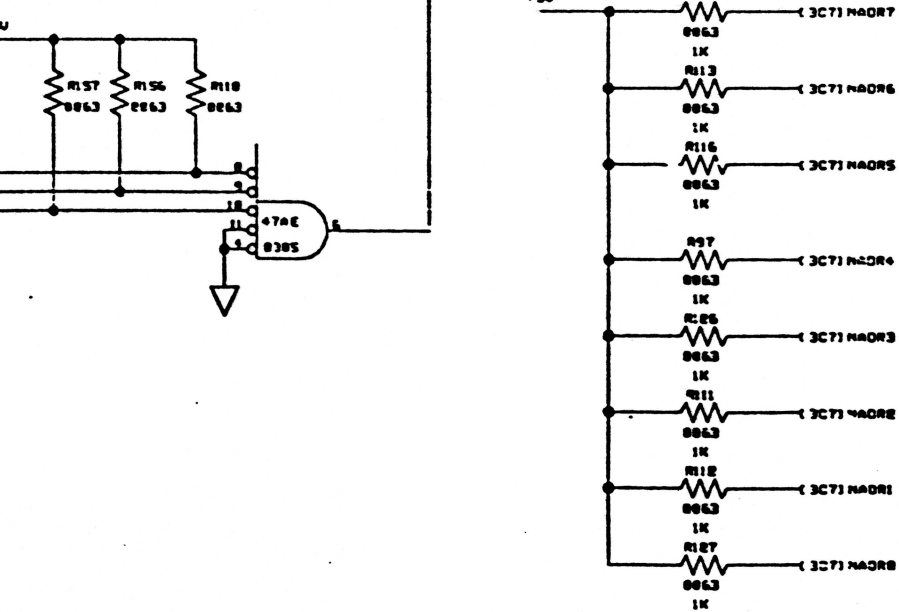 { 3C7] MADR7
0063
1K
R113
{ 3C7] MADR6
0063
1K
R116
{ 3C7] MADR5
0063
1K
R157
R156
R118
0063
0063
0063
8
9
10
11
4
47AE
0385
6
R97
{ 3C7] MADR4
0063
1K
R126
{ 3C7] MADR3
0063
1K
R111
{ 3C7] MADR2
0063
1K
R112
{ 3C7] MADR1
0063
1K
R127
{ 3C7] MADR0
0063
1K